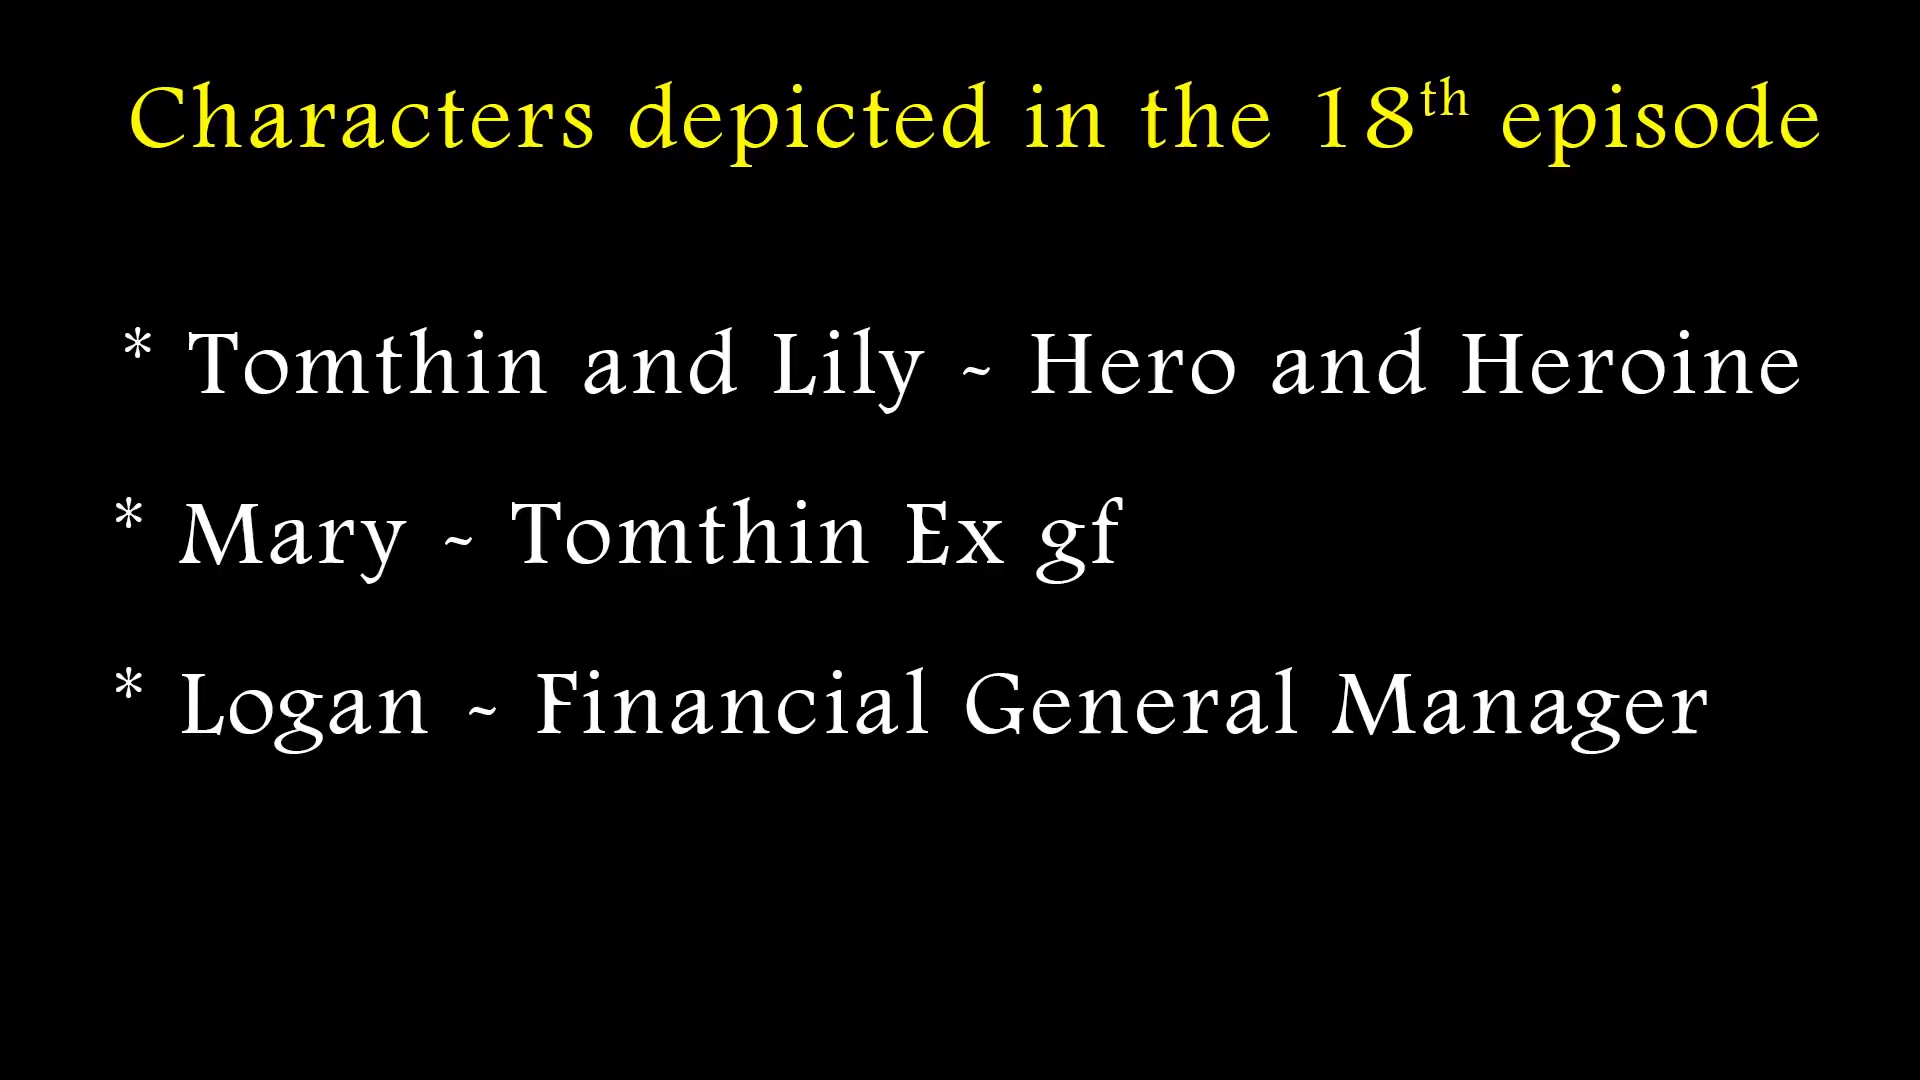 Characters depicted in the 18th episode
* Tomthin and Lily - Hero and Heroine
* Mary - Tomthin Ex gf
* Logan - Financial General Manager